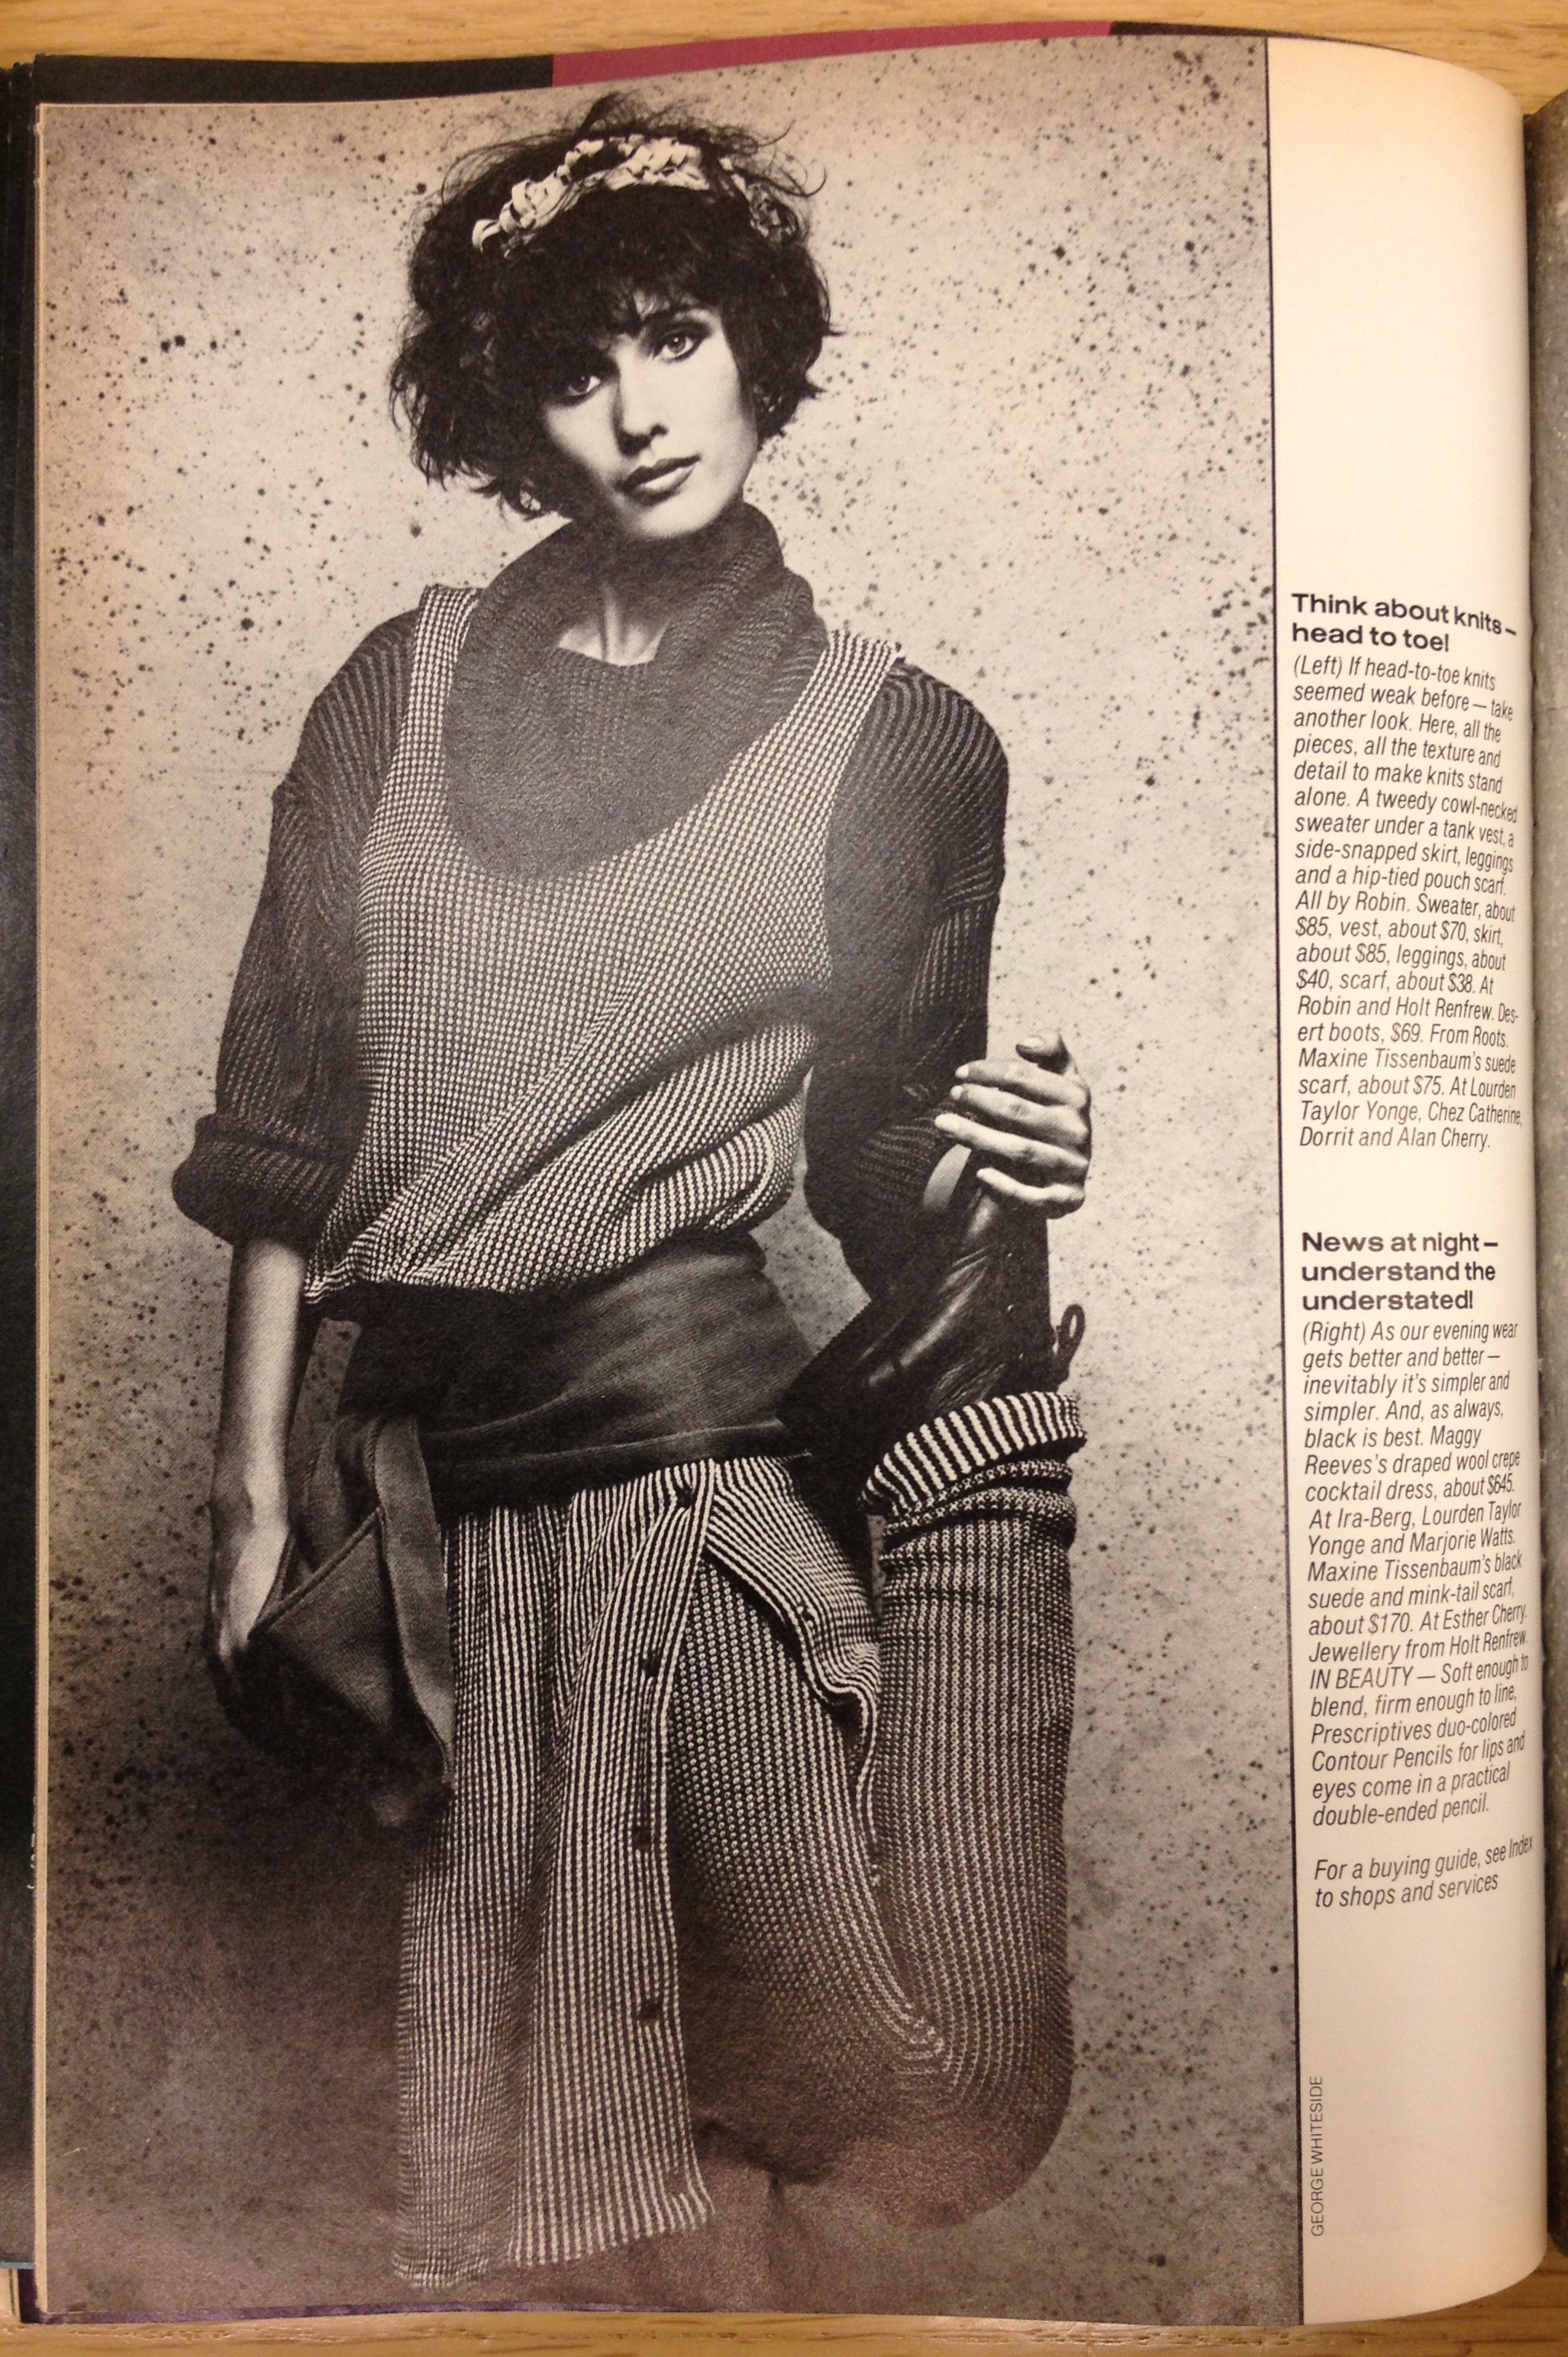 Think about knits –
head to toe!
(Left) If head-to-toe knits
seemed weak before — take
another look. Here, all the
pieces, all the texture and
detail to make knits stand
alone. A tweedy cowl-necked
sweater under a tank vest, a
side-snapped skirt, leggings
and a hip-tied pouch scarf.
All by Robin. Sweater, about
$85, vest, about $70, skirt,
about $85, leggings, about
$40, scarf, about $38. At
Robin and Holt Renfrew. Des-
ert boots, $69. From Roots.
Maxine Tissenbaum's suede
scarf, about $75. At Lourden
Taylor Yonge, Chez Catherine,
Dorrit and Alan Cherry.
News at night –
understand the
understated!
(Right) As our evening wear
gets better and better —
inevitably it's simpler and
simpler. And, as always,
black is best. Maggy
Reeves's draped wool crepe
cocktail dress, about $645.
At Ira-Berg, Lourden Taylor
Yonge and Marjorie Watts.
Maxine Tissenbaum's black
suede and mink-tail scarf,
about $170. At Esther Cherry.
Jewellery from Holt Renfrew.
IN BEAUTY — Soft enough to
blend, firm enough to line,
Prescriptives duo-colored
Contour Pencils for lips and
eyes come in a practical
double-ended pencil.
For a buying guide, see Index
to shops and services
GEORGE WHITESIDE